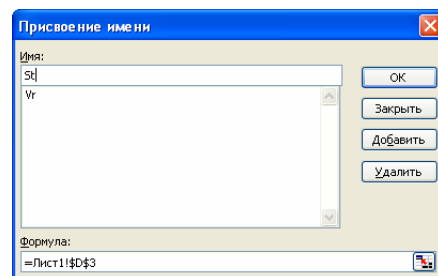 Присвоение имени
Имя:
St
Vr
OK
Закрыть
Добавить
Удалить
Формула:
=Лист1!$D$3